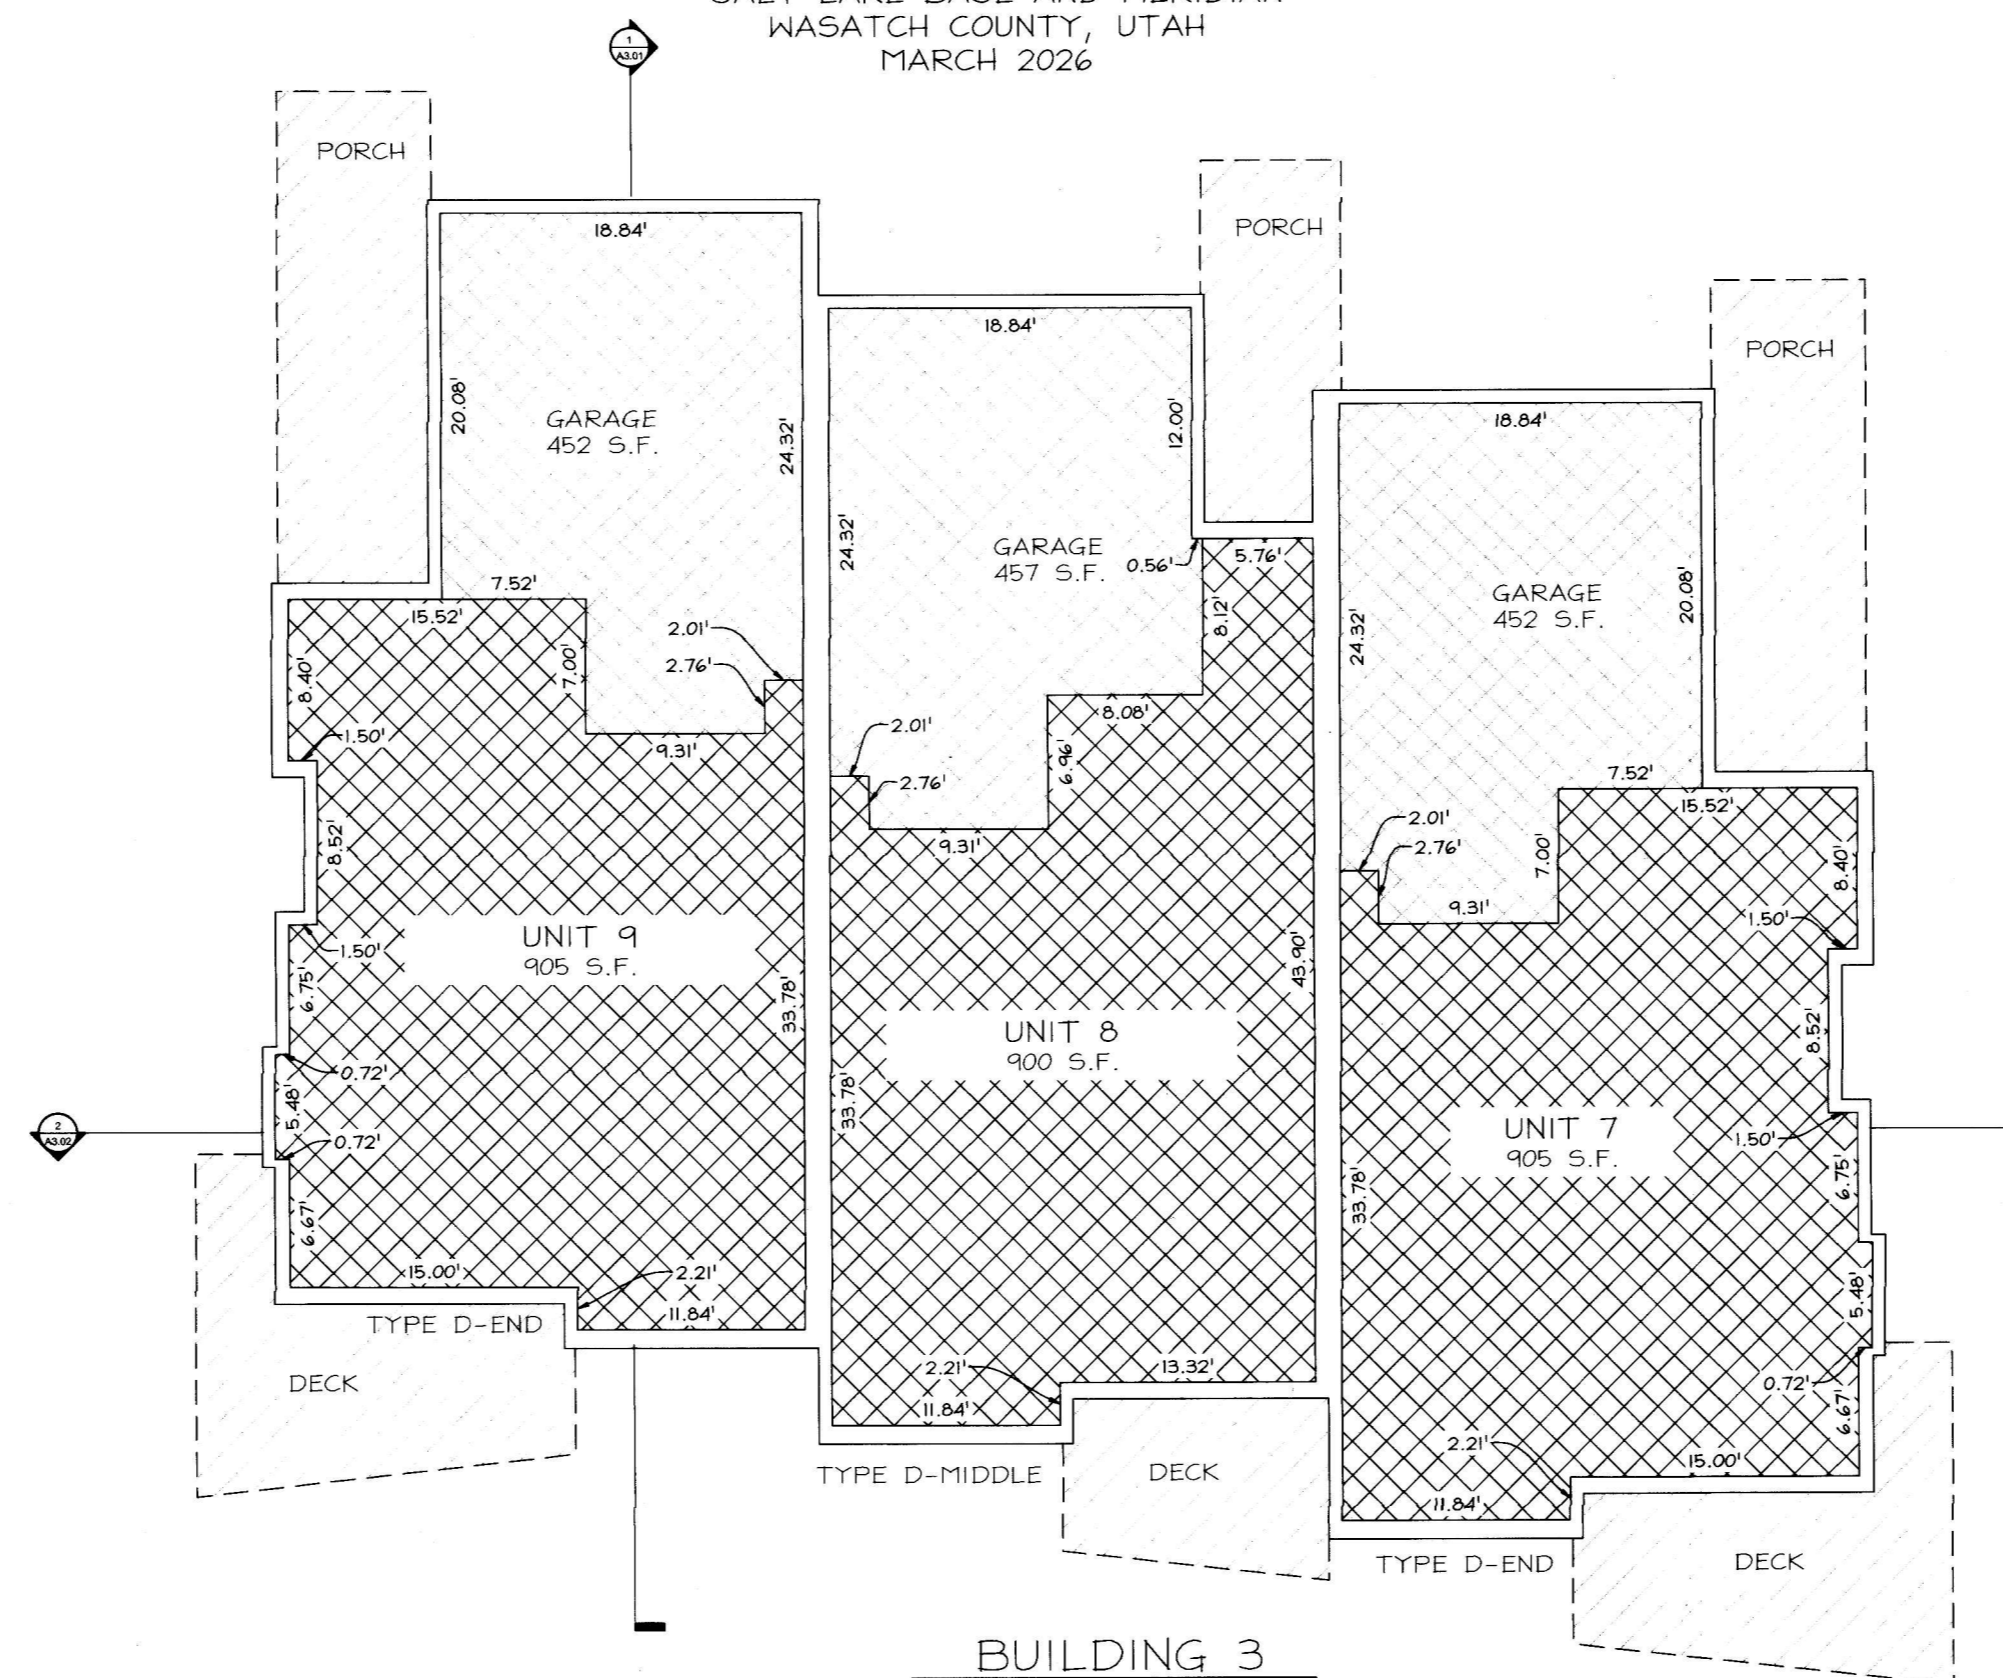 WASATCH COUNTY, UTAH
MARCH 2026
1
A3.01
PORCH
18.84'
20.08'
GARAGE
452 S.F.
24.32'
7.52'
15.52'
7.00'
2.01'
2.76'
9.31'
8.40'
1.50'
8.52'
1.50'
UNIT 9
905 S.F.
6.75'
33.78'
0.72'
5.48'
0.72'
6.67'
15.00'
2.21'
11.84'
TYPE D-END
DECK
2
A3.02
PORCH
18.84'
12.00'
24.32'
GARAGE
457 S.F.
0.56'
5.76'
8.12'
8.08'
6.96'
2.01'
2.76'
9.31'
43.90'
UNIT 8
900 S.F.
33.78'
13.32'
2.21'
11.84'
TYPE D-MIDDLE
DECK
PORCH
18.84'
GARAGE
452 S.F.
20.08'
24.32'
7.52'
15.52'
2.01'
2.76'
7.00'
9.31'
8.40'
1.50'
8.52'
1.50'
UNIT 7
905 S.F.
6.75'
33.78'
5.48'
0.72'
6.67'
2.21'
15.00'
11.84'
TYPE D-END
DECK
BUILDING 3